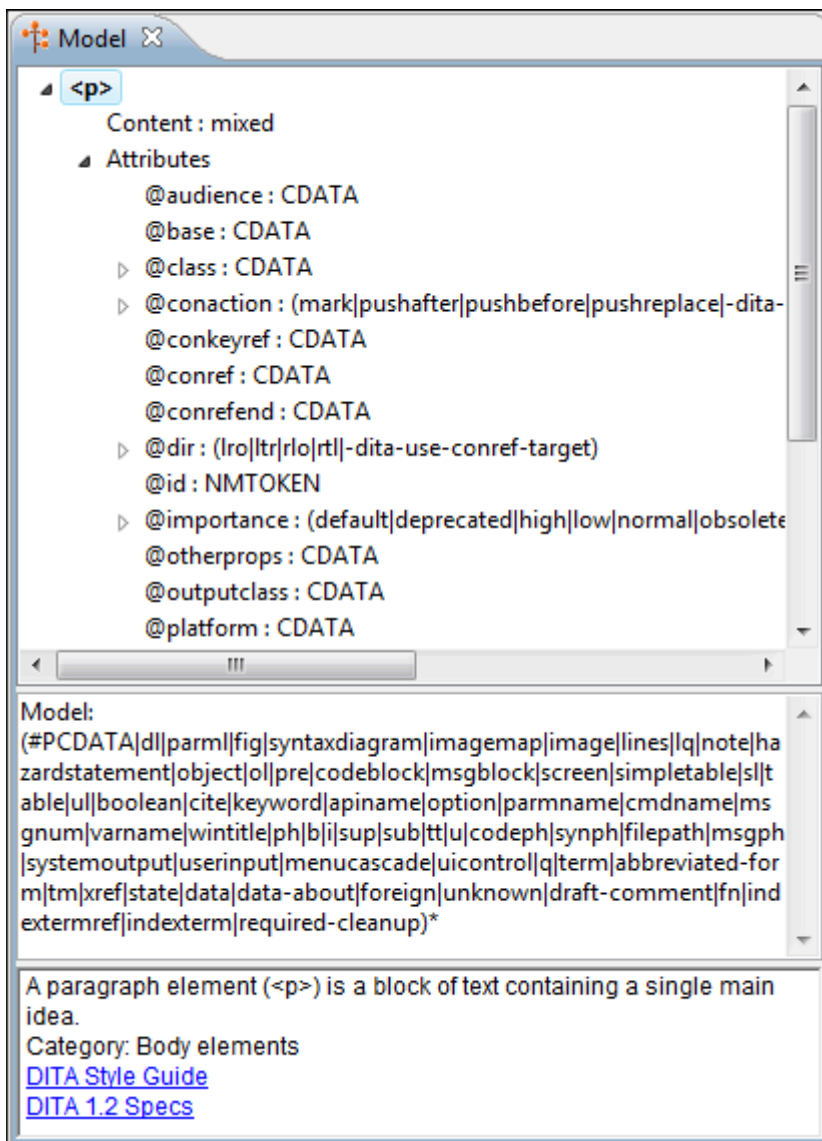 Model
<p>
Content : mixed
Attributes
@audience : CDATA
@base : CDATA
@class : CDATA
@conaction : (mark|pushafter|pushbefore|pushreplace|-dita-
@conkeyref : CDATA
@conref : CDATA
@conrefend : CDATA
@dir : (lro|ltr|rlo|rtl|-dita-use-conref-target)
@id : NMTOKEN
@importance : (default|deprecated|high|low|normal|obsolete
@otherprops : CDATA
@outputclass : CDATA
@platform : CDATA
Model:
(#PCDATA|dl|parml|fig|syntaxdiagram|imagemap|image|lines|lq|note|ha
zardstatement|object|ol|pre|codeblock|msgblock|screen|simpletable|sl|t
able|ul|boolean|cite|keyword|apiname|option|parmname|cmdname|ms
gnum|varname|wintitle|ph|b|i|sup|sub|tt|u|codeph|synph|filepath|msgph
|systemoutput|userinput|menucascade|uicontrol|q|term|abbreviated-for
m|tm|xref|state|data|data-about|foreign|unknown|draft-comment|fn|ind
extermref|indexterm|required-cleanup)*
A paragraph element (<p>) is a block of text containing a single main
idea.
Category: Body elements
DITA Style Guide
DITA 1.2 Specs